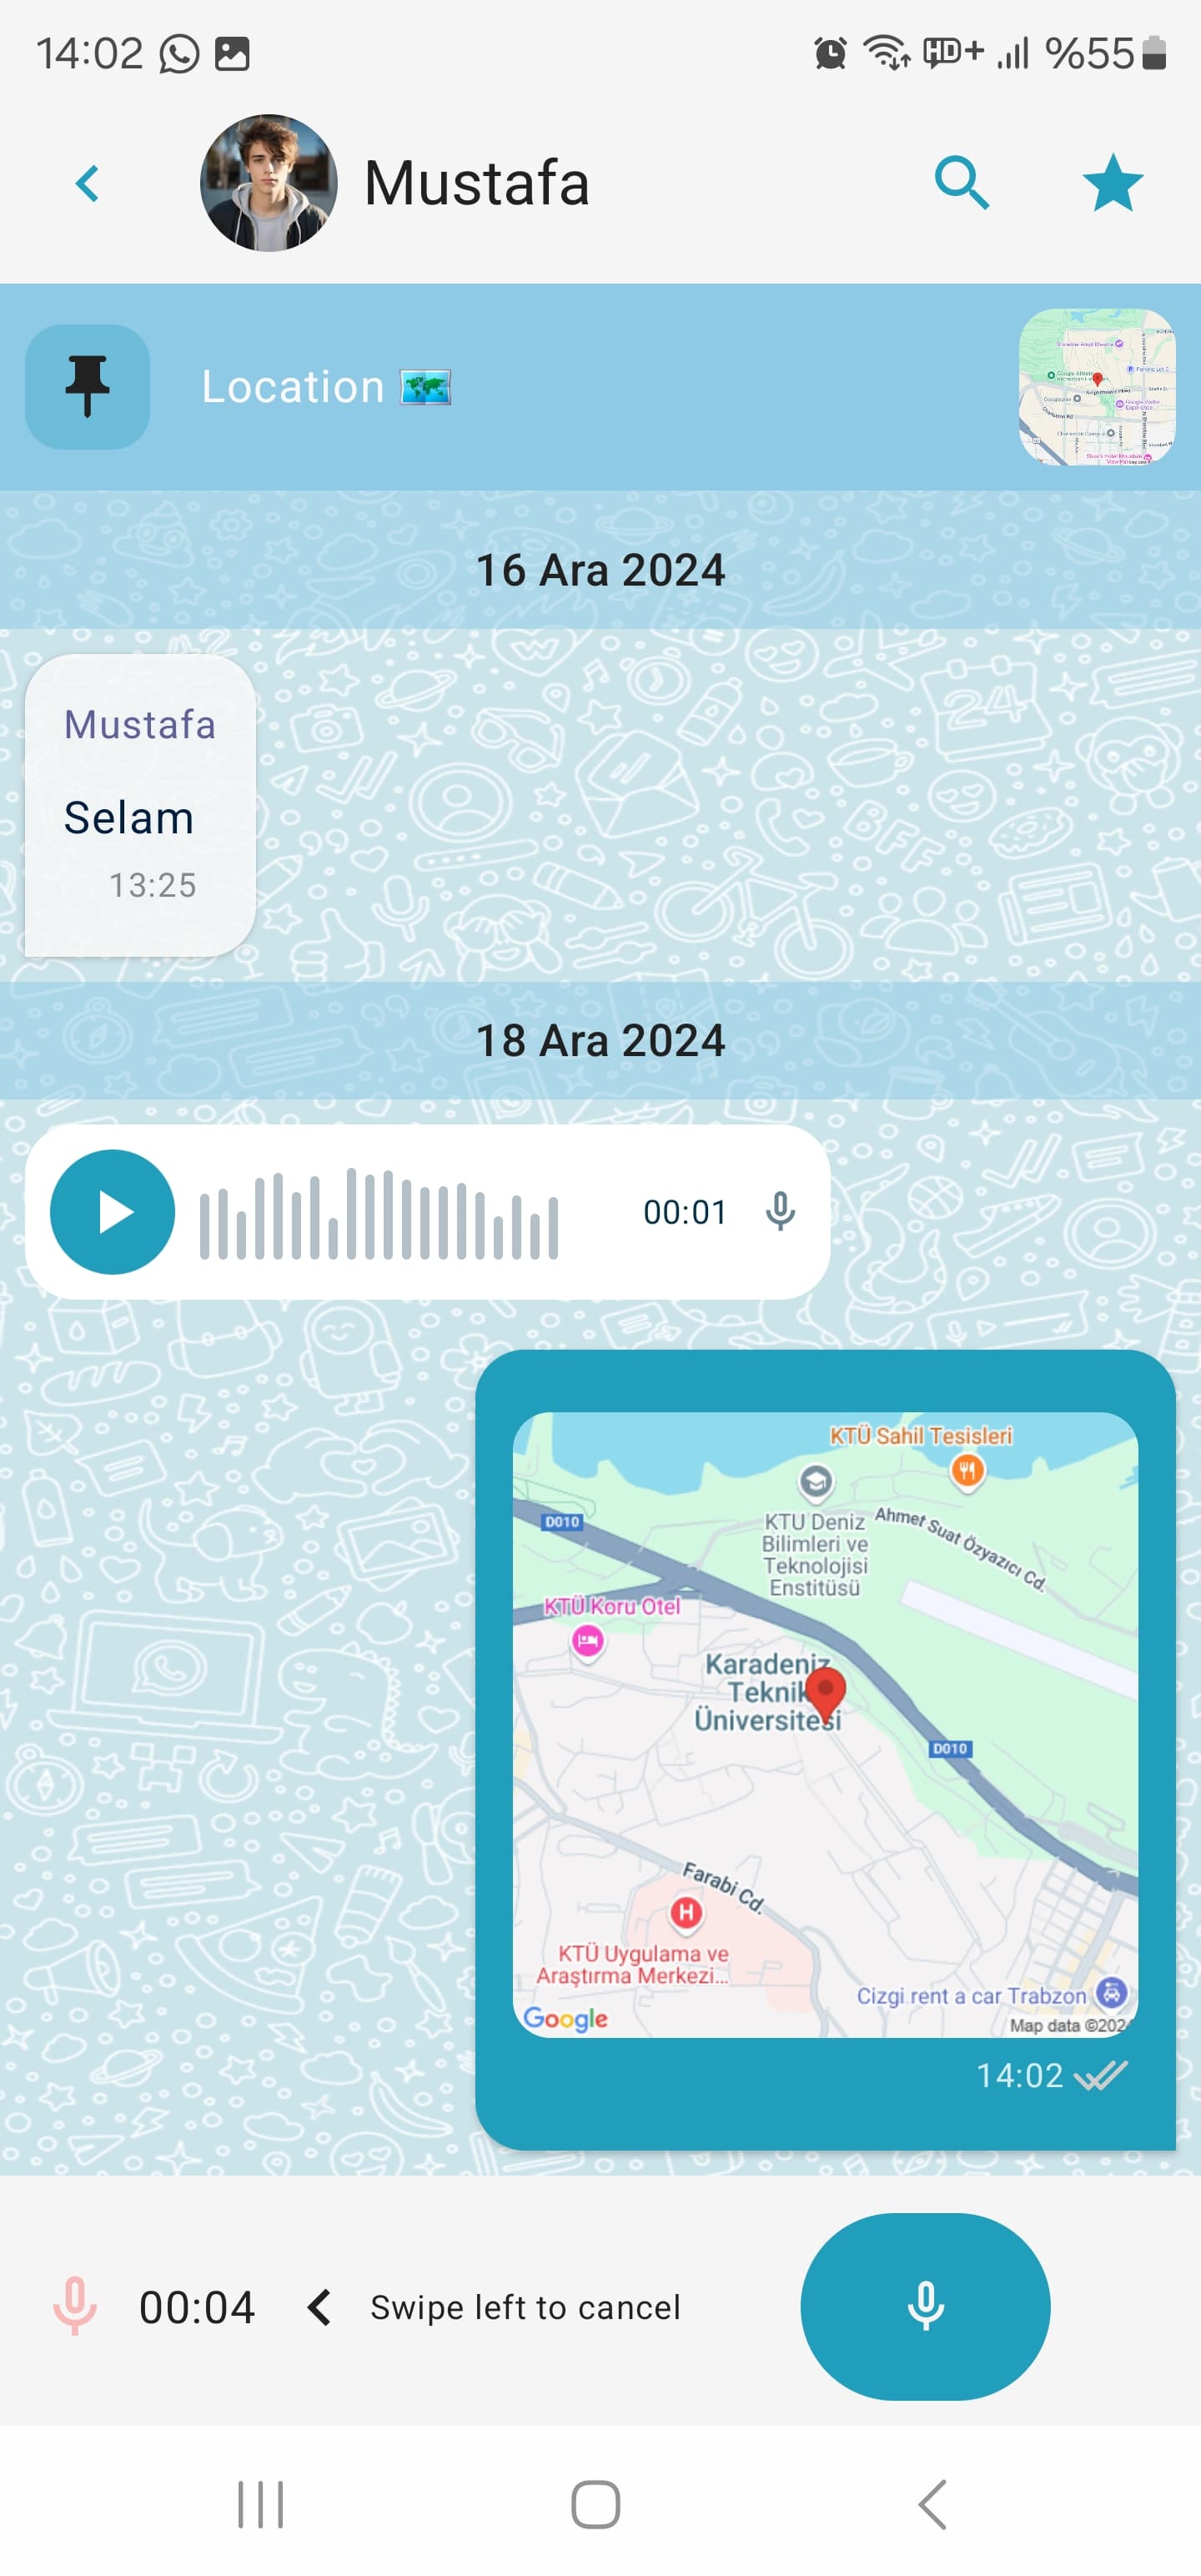 14:02
HD+ %55
Mustafa
Location
16 Ara 2024
Mustafa
Selam
13:25
18 Ara 2024
00:01
KTÜ Sahil Tesisleri
D010
KTU Deniz
Bilimleri ve
Teknolojisi
Enstitüsü
Ahmet Suat Özyazıcı Cd.
KTÜ Koru Otel
Karadeniz
Teknik
Üniversitesi
D010
Farabi Cd.
H
KTÜ Uygulama ve
Araştırma Merkezi...
Cizgi rent a car Trabzon
Google
Map data ©2024
14:02
00:04 Swipe left to cancel